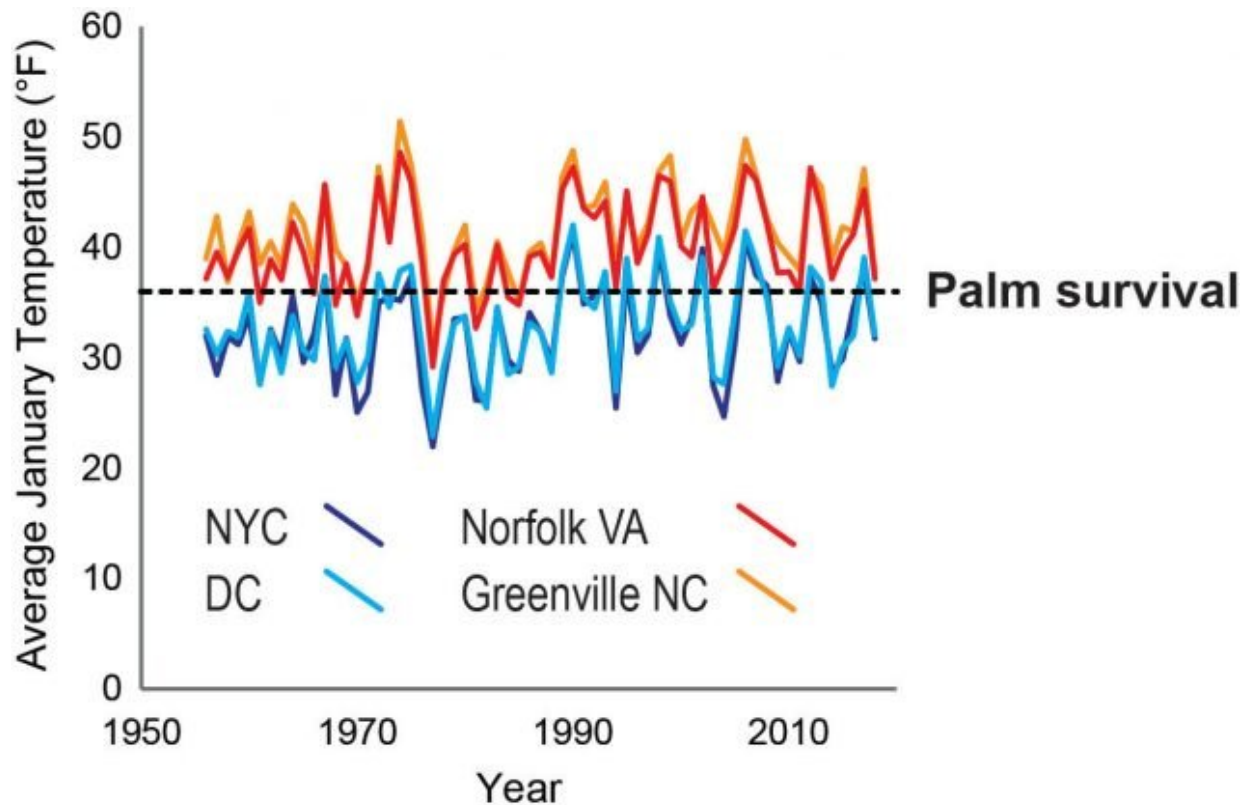 60
50
40
30
20
10
0
Average January Temperature (°F)
Palm survival
NYC
Norfolk VA
DC
Greenville NC
1950
1970
1990
2010
Year